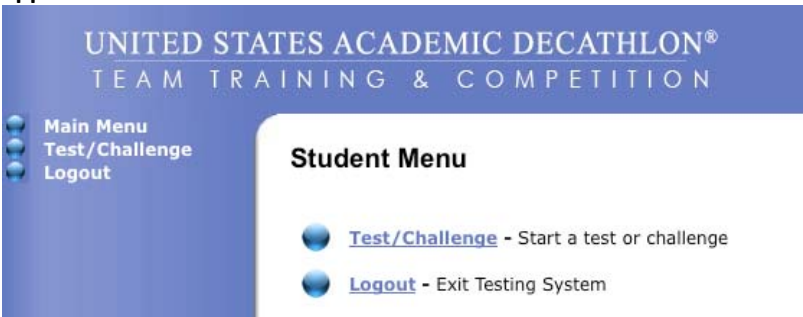 UNITED STATES ACADEMIC DECATHLON®
TEAM TRAINING & COMPETITION
Main Menu
Test/Challenge
Logout
Student Menu
Test/Challenge - Start a test or challenge
Logout - Exit Testing System